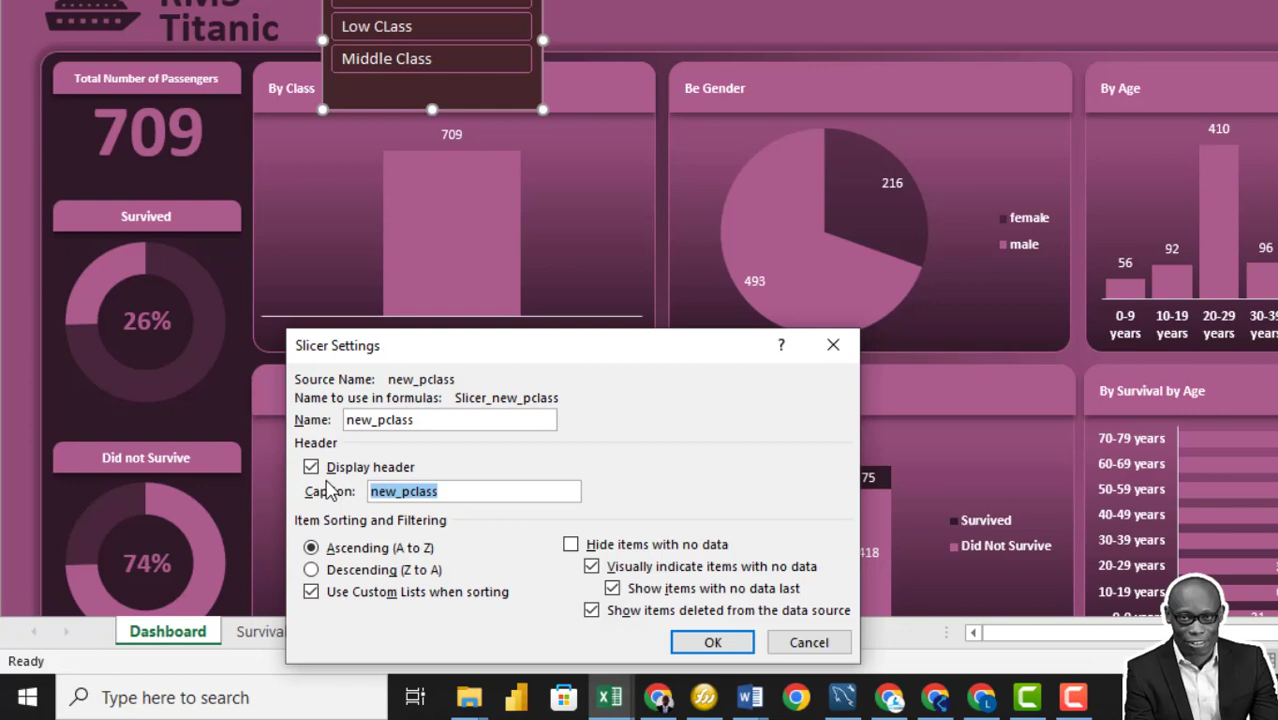 RMS
Titanic
Low CLass
Middle Class
Total Number of Passengers
709
By Class
709
Be Gender
216
493
female
male
By Age
56
92
410
96
0-9
years
10-19
years
20-29
years
30-39
years
Survived
26%
Did not Survive
74%
75
418
Survived
Did Not Survive
By Survival by Age
70-79 years
60-69 years
50-59 years
40-49 years
30-39 years
20-29 years
10-19 years
0-9 years
31
Slicer Settings
?
Source Name: new_pclass
Name to use in formulas: Slicer_new_pclass
Name: new_pclass
Header
Display header
Caption: new_pclass
Item Sorting and Filtering
Ascending (A to Z)
Descending (Z to A)
Use Custom Lists when sorting
Hide items with no data
Visually indicate items with no data
Show items with no data last
Show items deleted from the data source
OK
Cancel
Dashboard
Survival
Ready
Type here to search